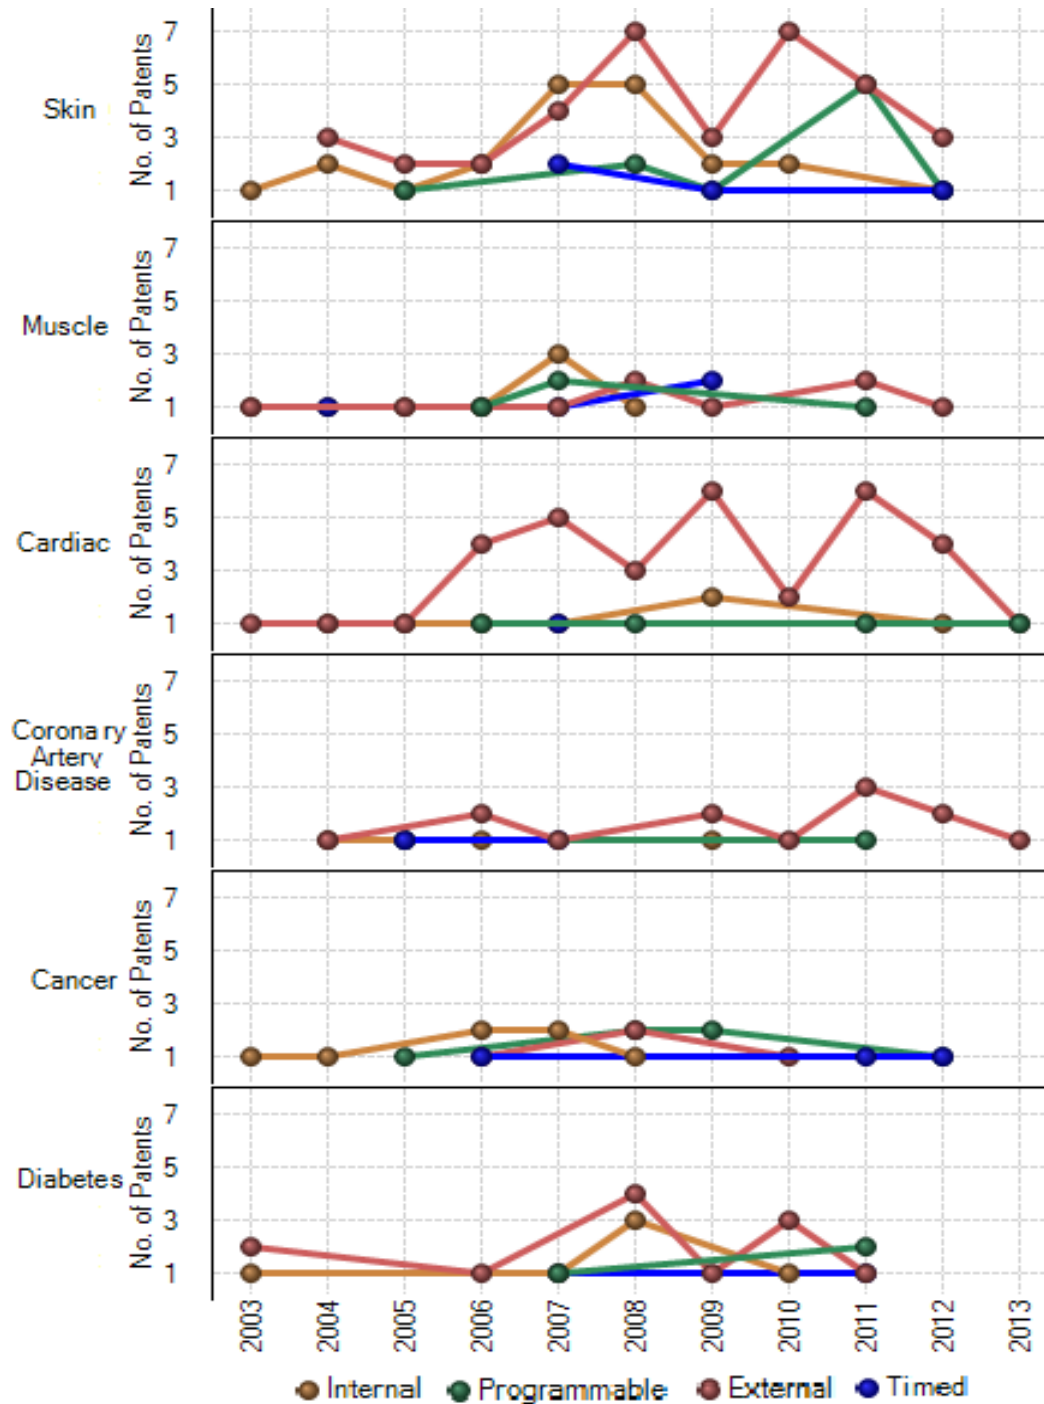 Skin
No. of Patents
7
5
3
1
Muscle
No. of Patents
7
5
3
1
Cardiac
No. of Patents
7
5
3
1
Coronary
Artery
Disease
No. of Patents
7
5
3
1
Cancer
No. of Patents
7
5
3
1
Diabetes
No. of Patents
7
5
3
1
2003 2004 2005 2006 2007 2008 2009 2010 2011 2012 2013
Internal Programmable External Timed